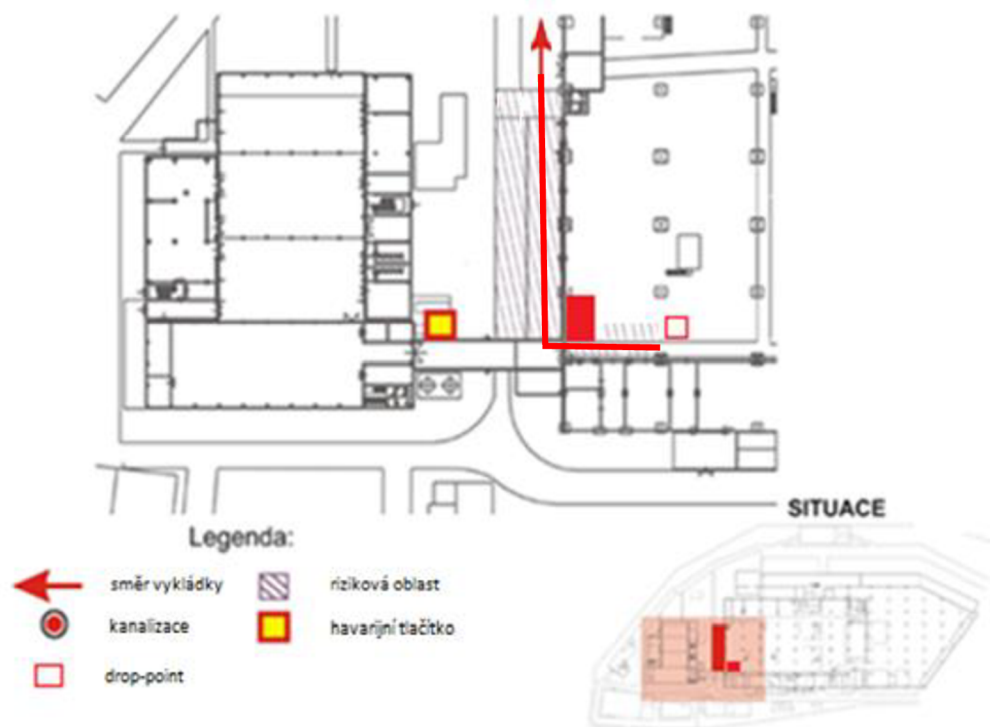 SITUACE
Legenda:
směr vykládky
riziková oblast
kanalizace
havarijní tlačítko
drop-point